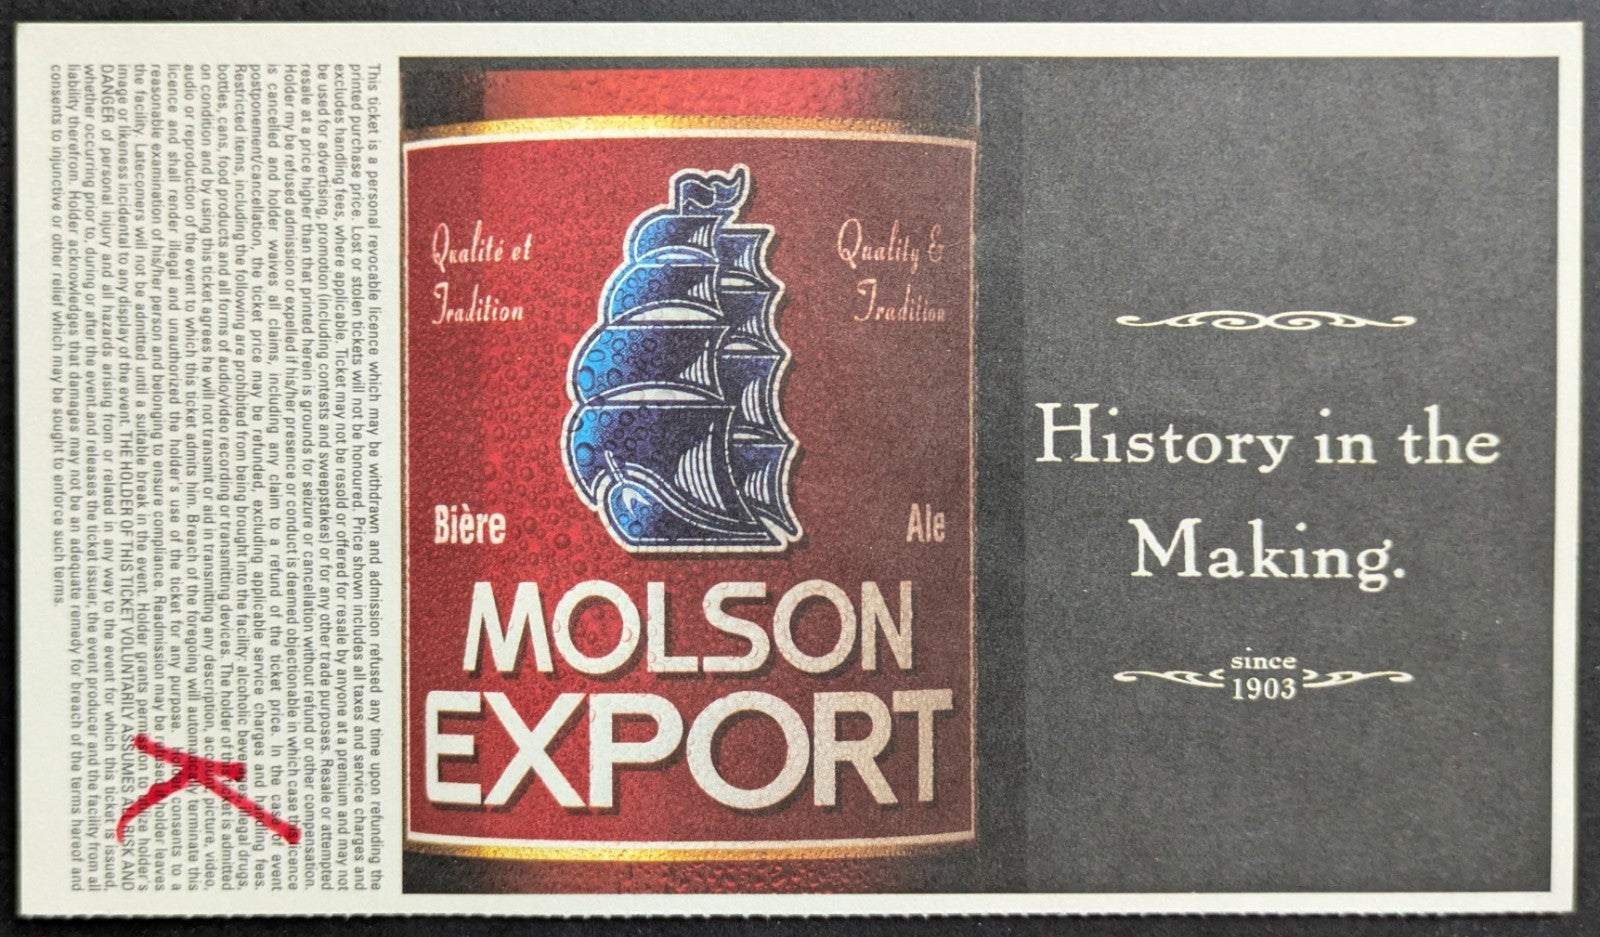 This ticket is a personal revocable licence which may be withdrawn and admission refused any time upon refunding the
printed purchase price. Lost or stolen tickets will not be honoured. Price shown includes all taxes and service charges and
excludes handling fees, where applicable. Ticket may not be resold or offered for resale by anyone at a premium and may not
be used for advertising, promotion (including contests and sweepstakes) or for any other trade purposes. Resale or attempted
resale at a price higher than that printed herein is grounds for seizure or cancellation without refund or other compensation.
Holder my be refused admission or expelled if his/her presence or conduct is deemed objectionable in which case this licence
is cancelled and holder waives all claims, including any claim to a refund of the ticket price. In the case of event
postponement/cancellation, the ticket price may be refunded, excluding applicable service charges and handling fees.
Restricted items, including the following are prohibited from being brought into the facility: alcoholic beverages, illegal drugs,
bottles, cans, food products and all forms of audio/video recording or transmitting devices. The holder of this ticket is admitted
on condition and by using this ticket agrees he will not transmit or aid in transmitting any description, account, picture, video,
audio or reproduction of the event to which this ticket admits him. Breach of the foregoing will automatically terminate this
licence and shall render illegal and unauthorized the holder's use of the ticket for any purpose. Holder consents to a
reasonable examination of his/her person and belonging to ensure compliance. Readmission may be refused if holder leaves
the facility. Latecomers will not be admitted until a suitable break in the event. Holder grants permission to utilize holder's
image or likeness incidental to any display of the event. THE HOLDER OF THIS TICKET VOLUNTARILY ASSUMES ALL RISK AND
DANGER of personal injury and all hazards arising from or related in any way to the event for which this ticket is issued,
whether occurring prior to, during or after the event and releases the ticket issuer, the event producer and the facility from all
liability therefrom. Holder acknowledges that damages may not be an adequate remedy for breach of the terms hereof and
consents to injunctive or other relief which may be sought to enforce such terms.
Qualité et
Tradition
Quality &
Tradition
Bière
Ale
MOLSON
EXPORT
History in the
Making.
since
1903